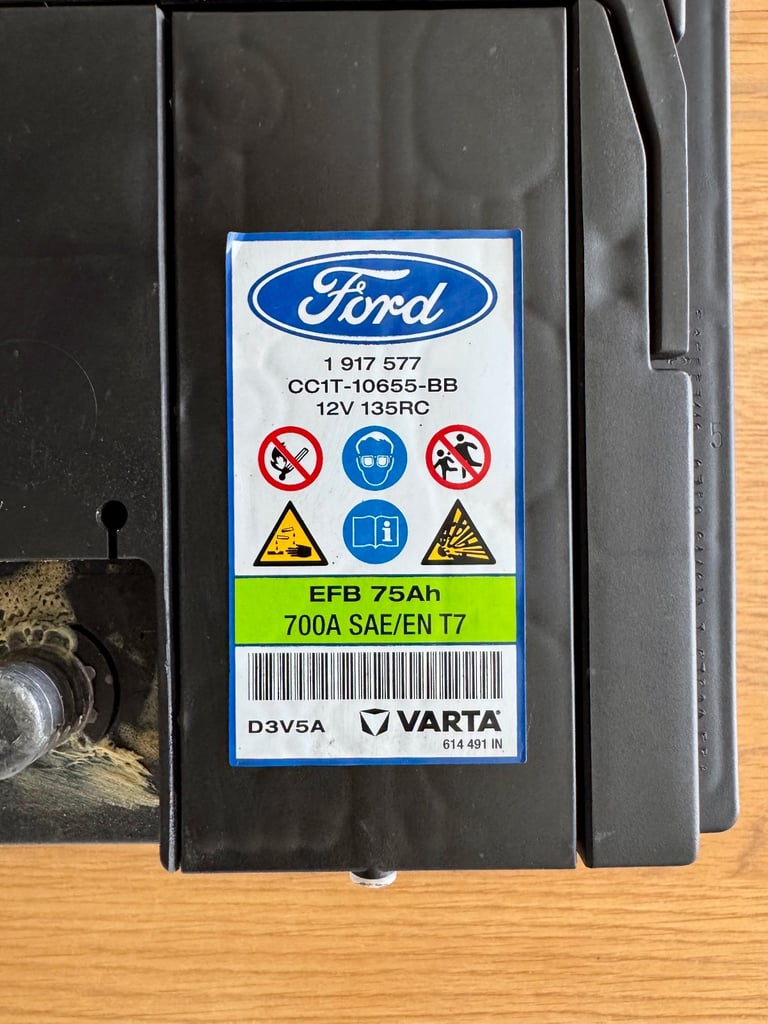 Ford
1 917 577
CC1T-10655-BB
12V 135RC
EFB 75Ah
700A SAE/EN T7
D3V5A VARTA
614 491 IN